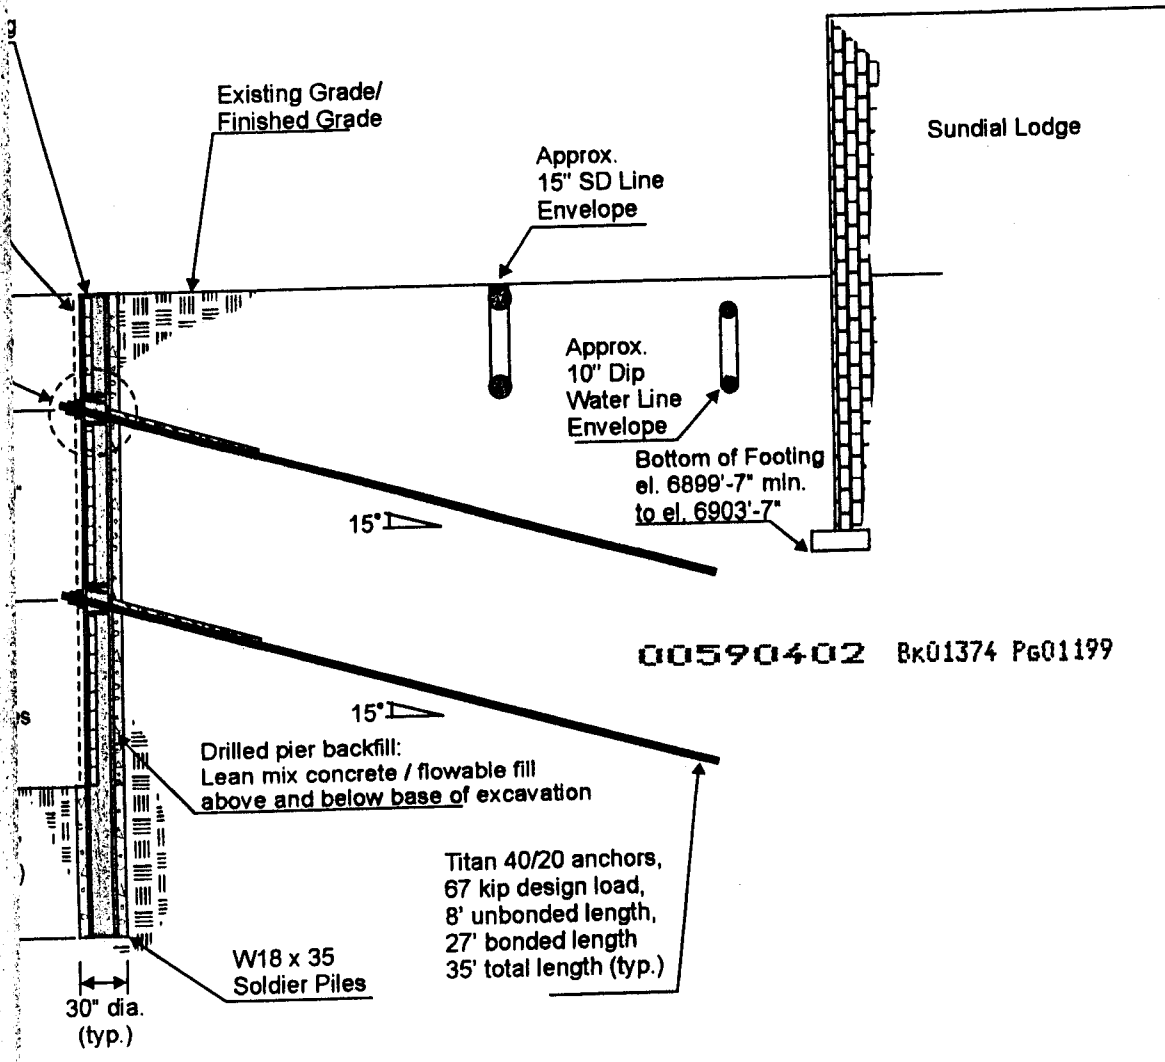 Existing Grade/
Finished Grade
Sundial Lodge
Approx.
15" SD Line
Envelope
Approx.
10" Dip
Water Line
Envelope
Bottom of Footing
el. 6899'-7" min.
to el. 6903'-7"
15°
00590402 BK01374 PG01199
15°
Drilled pier backfill:
Lean mix concrete / flowable fill
above and below base of excavation
Titan 40/20 anchors,
67 kip design load,
8' unbonded length,
27' bonded length
35' total length (typ.)
W18 x 35
Soldier Piles
30" dia.
(typ.)